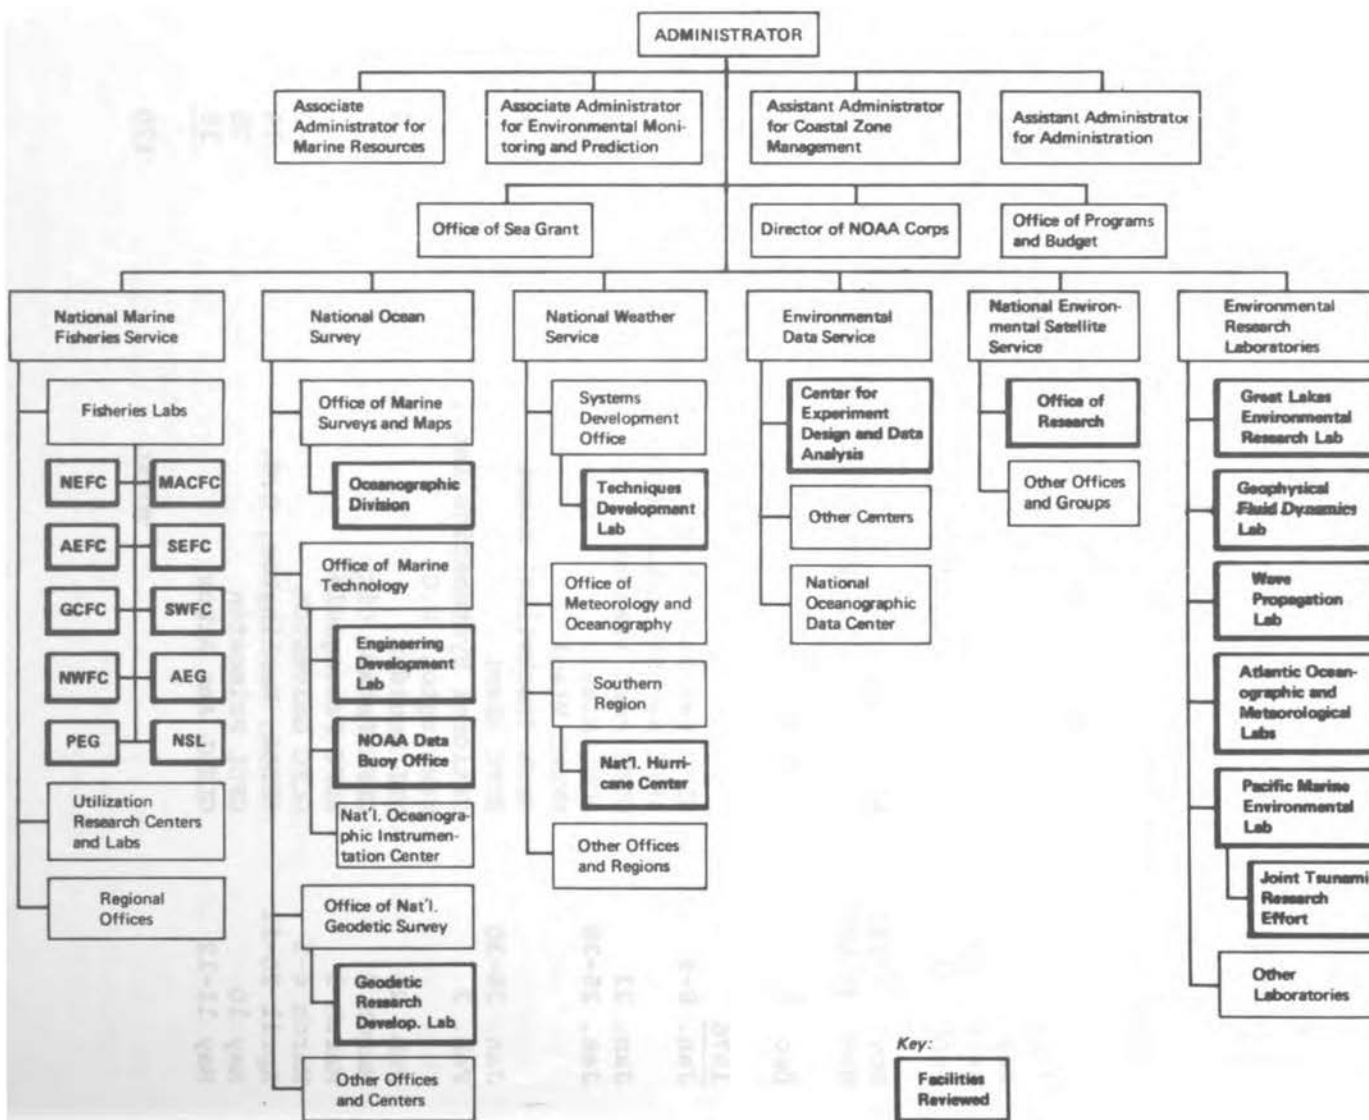 ADMINISTRATOR
Associate
Administrator for
Marine Resources
Associate Administrator
for Environmental Moni-
toring and Prediction
Assistant Administrator
for Coastal Zone
Management
Assistant Administrator
for Administration
Office of Sea Grant
Director of NOAA Corps
Office of Programs
and Budget
National Marine
Fisheries Service
Fisheries Labs
NEFC
MACFC
AEFC
SEFC
GCFC
SWFC
NWFC
AEG
PEG
NSL
Utilization
Research Centers
and Labs
Regional
Offices
National Ocean
Survey
Office of Marine
Surveys and Maps
Oceanographic
Division
Office of Marine
Technology
Engineering
Development
Lab
NOAA Data
Buoy Office
Nat'l. Oceanogra-
phic Instrumen-
tation Center
Office of Nat'l.
Geodetic Survey
Geodetic
Research
Develop. Lab
Other Offices
and Centers
National Weather
Service
Systems
Development
Office
Techniques
Development
Lab
Office of
Meteorology and
Oceanography
Southern
Region
Nat'l. Hurri-
cane Center
Other Offices
and Regions
Environmental
Data Service
Center for
Experiment
Design and Data
Analysis
Other Centers
National
Oceanographic
Data Center
National Environ-
mental Satellite
Service
Office of
Research
Other Offices
and Groups
Environmental
Research
Laboratories
Great Lakes
Environmental
Research Lab
Geophysical
Fluid Dynamics
Lab
Wave
Propagation
Lab
Atlantic Ocean-
ographic and
Meteorological
Labs
Pacific Marine
Environmental
Lab
Joint Tsunami
Research
Effort
Other
Laboratories
Key:
Facilities
Reviewed